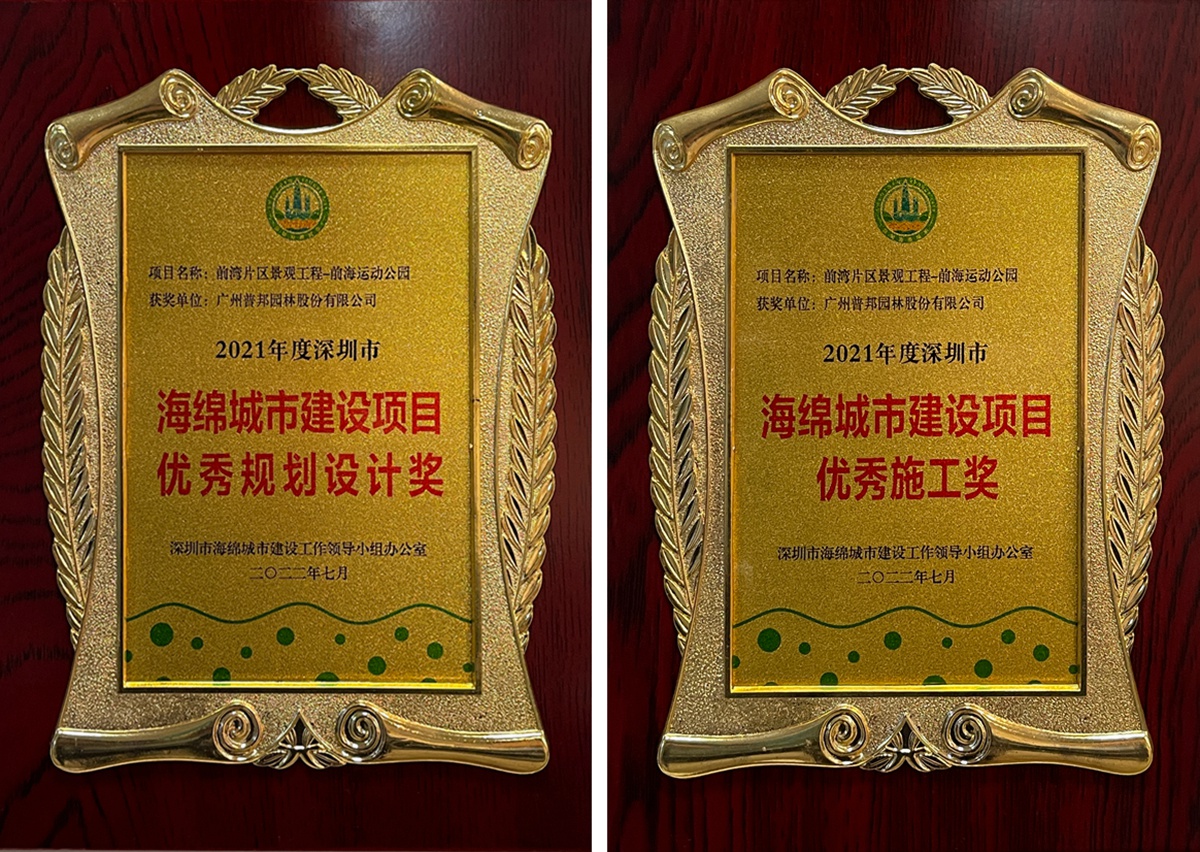 项目名称：前湾片区景观工程-前海运动公园
获奖单位：广州普邦园林股份有限公司
2021年度深圳市
海绵城市建设项目
优秀规划设计奖
深圳市海绵城市建设工作领导小组办公室
二〇二二年七月
项目名称：前湾片区景观工程-前海运动公园
获奖单位：广州普邦园林股份有限公司
2021年度深圳市
海绵城市建设项目
优秀施工奖
深圳市海绵城市建设工作领导小组办公室
二〇二二年七月